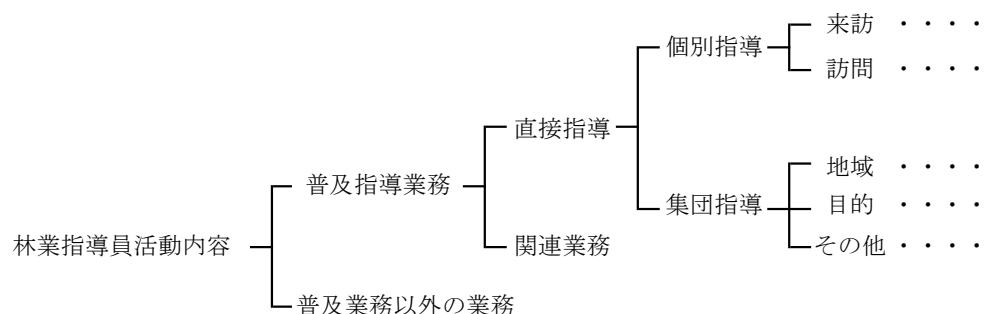 来訪 ・・・・
個別指導
訪問 ・・・・
直接指導
地域 ・・・・
普及指導業務
集団指導 目的 ・・・・
林業指導員活動内容 関連業務 その他 ・・・・
普及業務以外の業務